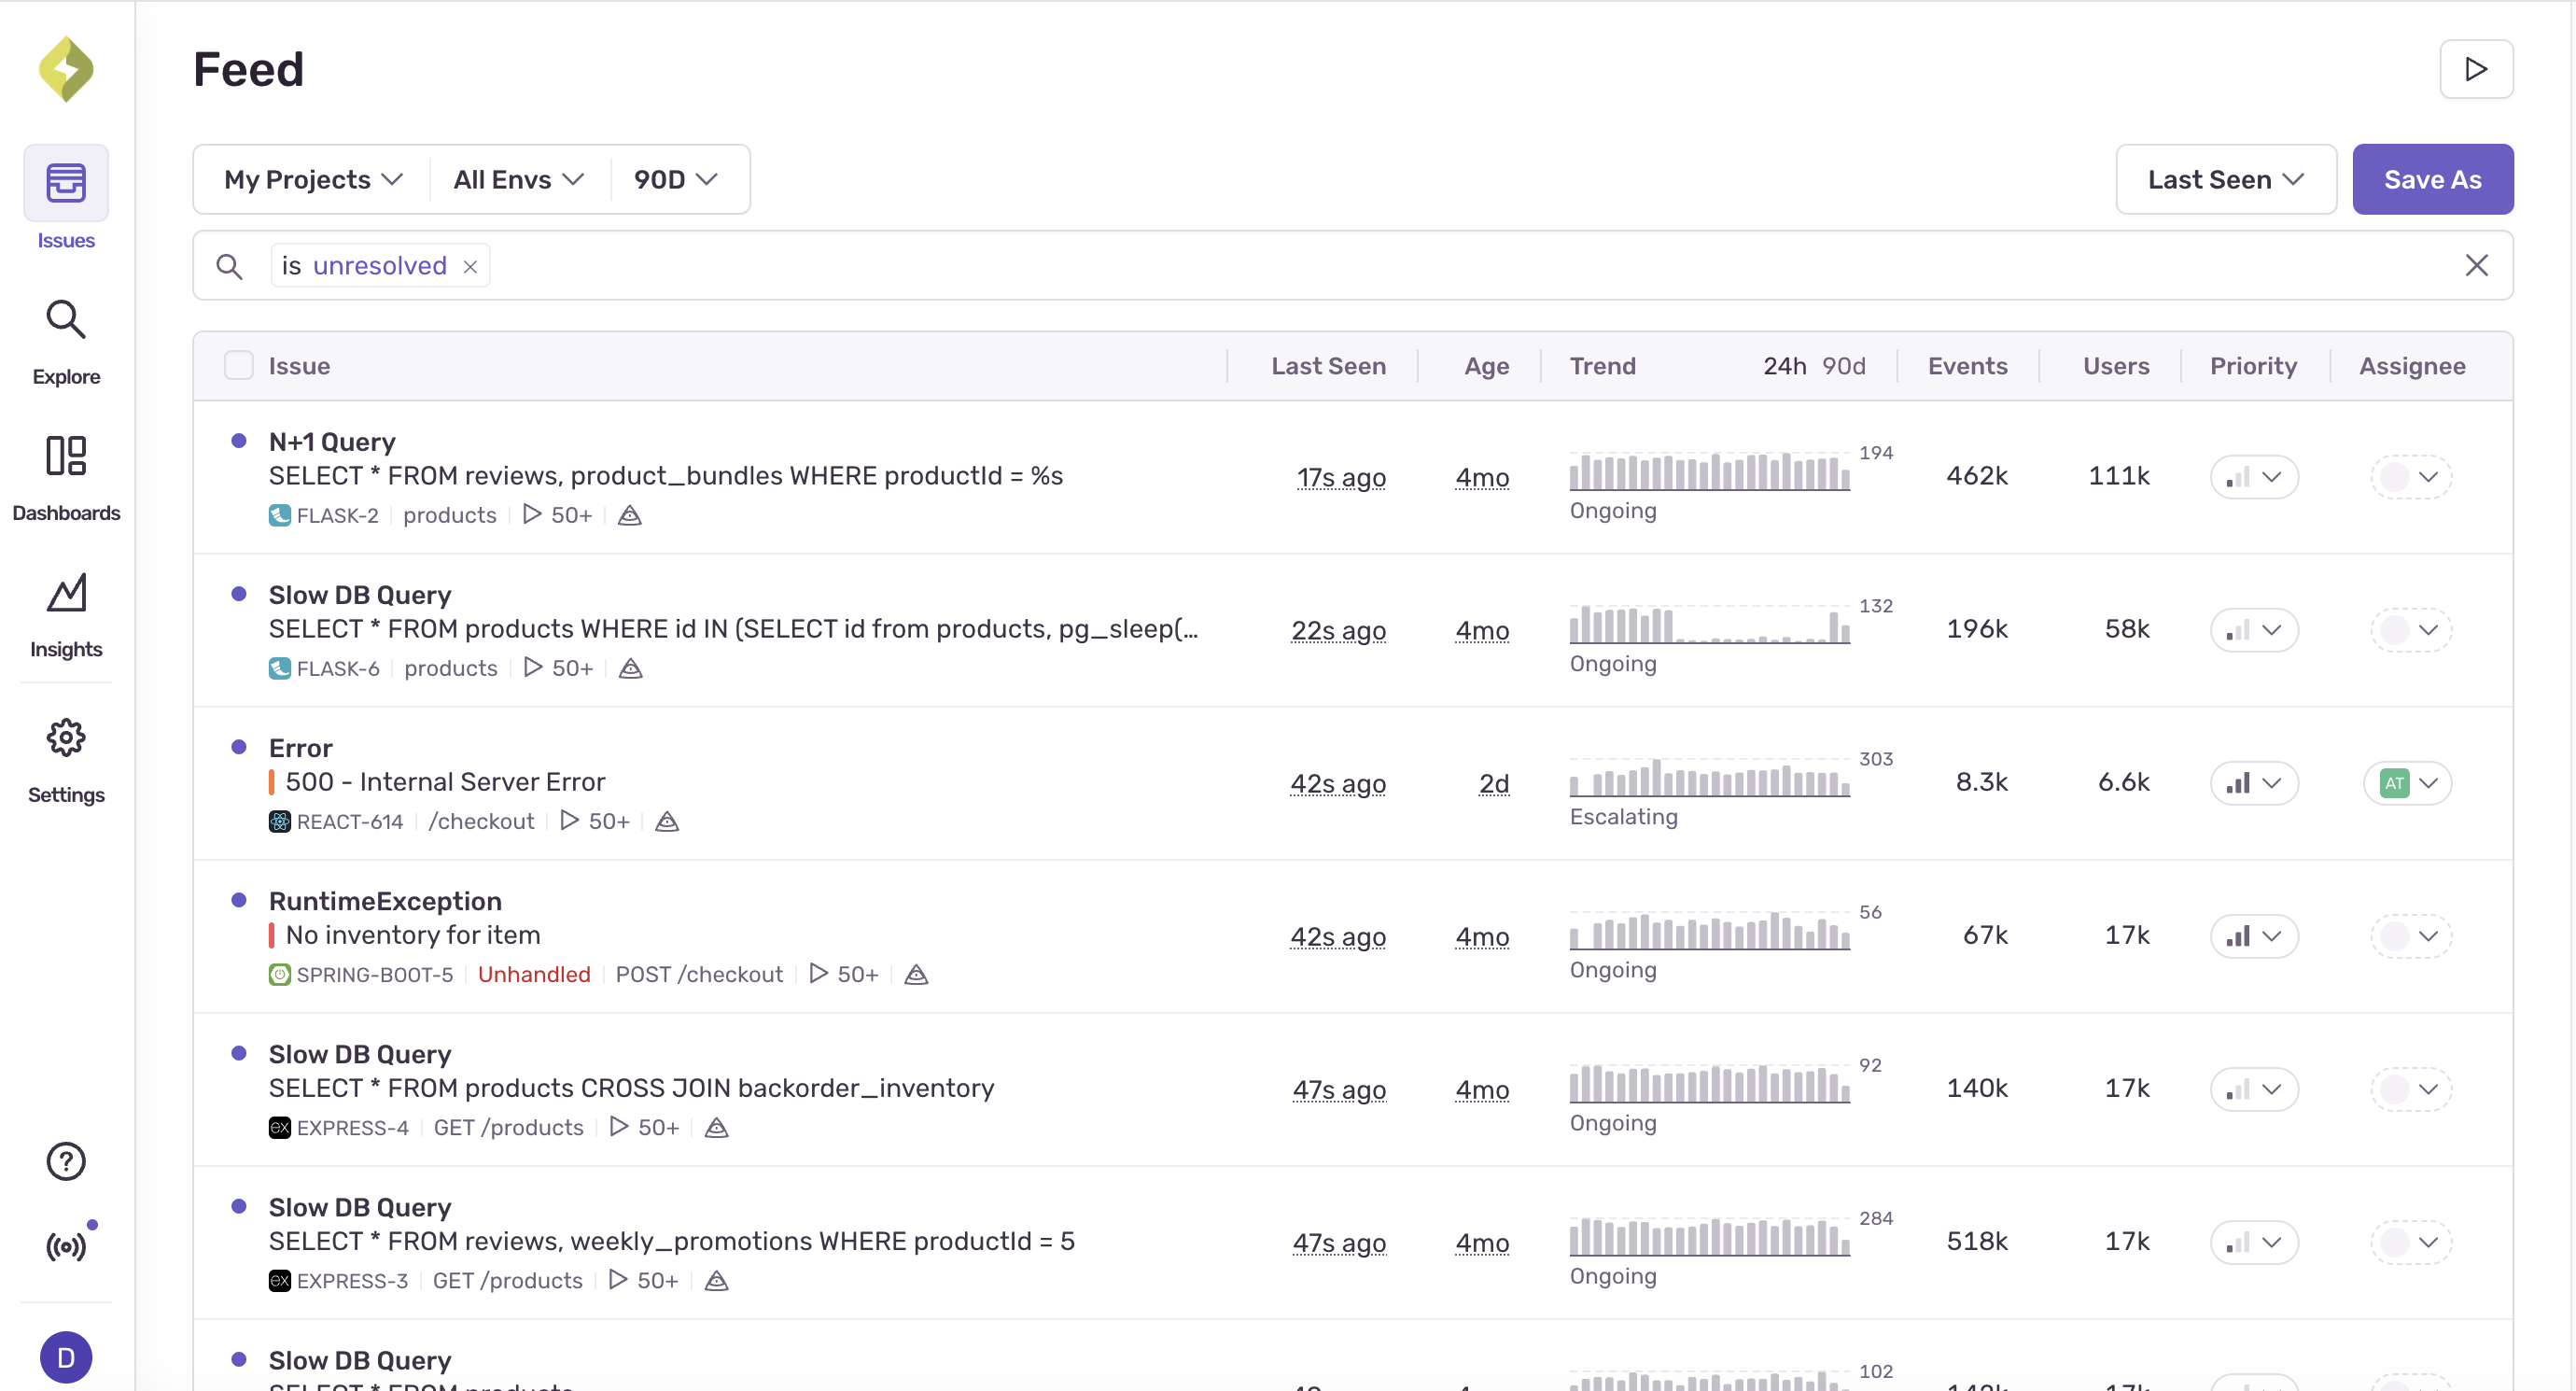 Feed
My Projects All Envs 90D Last Seen Save As
is unresolved
Issues
Explore
Dashboards
Insights
Settings
D
Issue Last Seen Age Trend 24h 90d Events Users Priority Assignee
N+1 Query
SELECT * FROM reviews, product_bundles WHERE productId = %s
FLASK-2 products 50+
17s ago 4mo 194 Ongoing 462k 111k
Slow DB Query
SELECT * FROM products WHERE id IN (SELECT id from products, pg_sleep(...
FLASK-6 products 50+
22s ago 4mo 132 Ongoing 196k 58k
Error
500 - Internal Server Error
REACT-614 /checkout 50+
42s ago 2d 303 Escalating 8.3k 6.6k AT
RuntimeException
No inventory for item
SPRING-BOOT-5 Unhandled POST /checkout 50+
42s ago 4mo 56 Ongoing 67k 17k
Slow DB Query
SELECT * FROM products CROSS JOIN backorder_inventory
ex EXPRESS-4 GET /products 50+
47s ago 4mo 92 Ongoing 140k 17k
Slow DB Query
SELECT * FROM reviews, weekly_promotions WHERE productId = 5
ex EXPRESS-3 GET /products 50+
47s ago 4mo 284 Ongoing 518k 17k
Slow DB Query
SELECT * FROM products
102